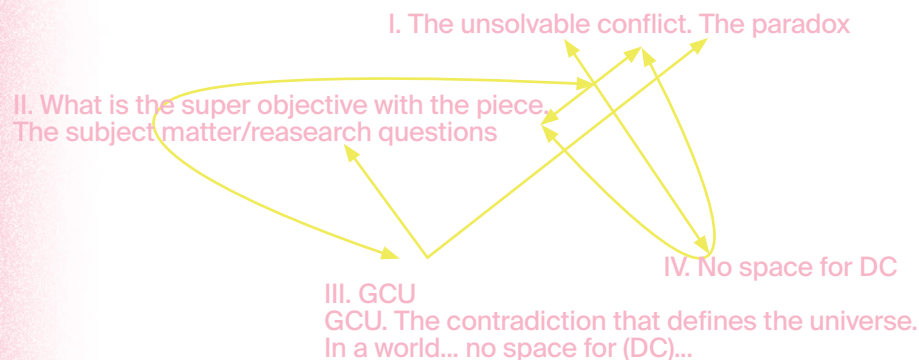 I. The unsolvable conflict. The paradox
II. What is the super objective with the piece.
The subject matter/reasearch questions
IV. No space for DC
III. GCU
GCU. The contradiction that defines the universe.
In a world... no space for (DC)...